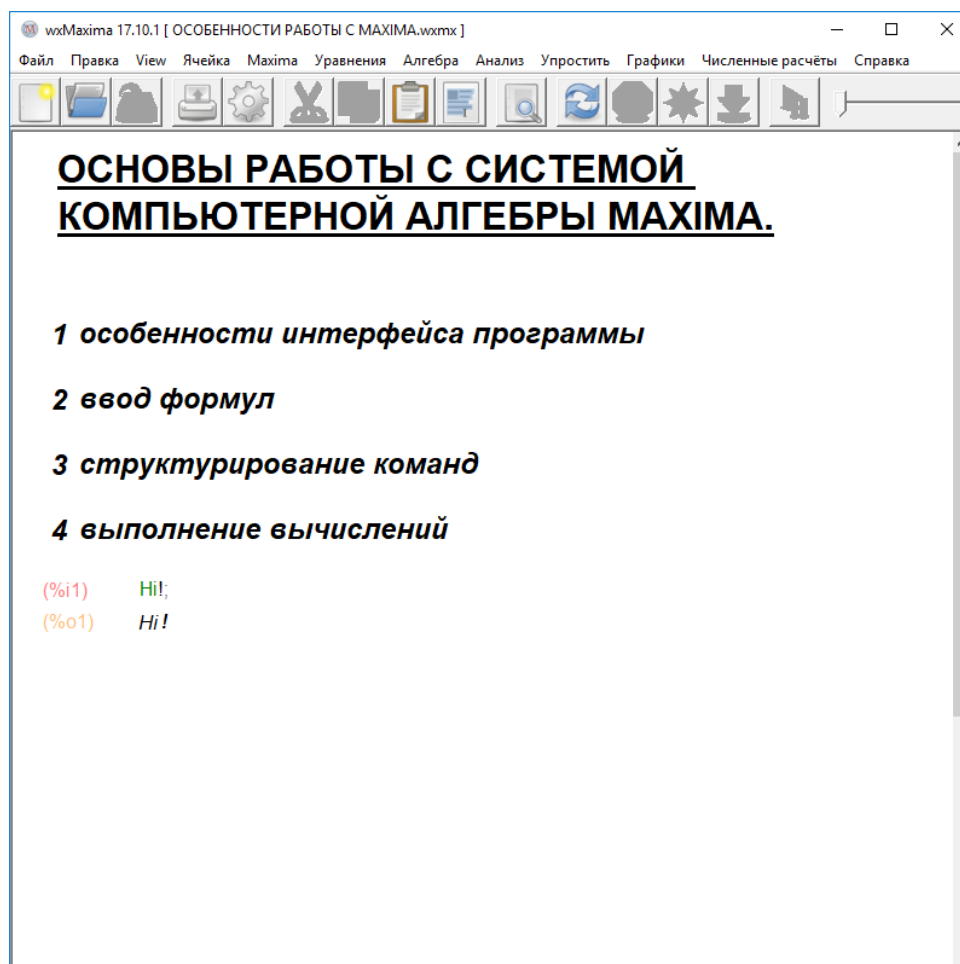 wxMaxima 17.10.1 [ ОСОБЕННОСТИ РАБОТЫ С MAXIMA.wxmx ]
Файл Правка View Ячейка Maxima Уравнения Алгебра Анализ Упростить Графики Численные расчёты Справка
ОСНОВЫ РАБОТЫ С СИСТЕМОЙ
КОМПЬЮТЕРНОЙ АЛГЕБРЫ MAXIMA.
1 особенности интерфейса программы
2 ввод формул
3 структурирование команд
4 выполнение вычислений
(%i1) Hi!;
(%o1) Hi!